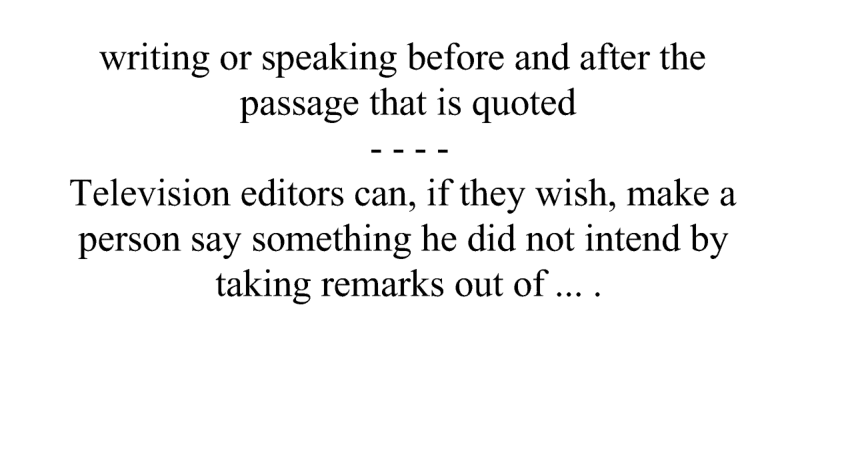 writing or speaking before and after the
passage that is quoted
- - - -
Television editors can, if they wish, make a
person say something he did not intend by
taking remarks out of ... .